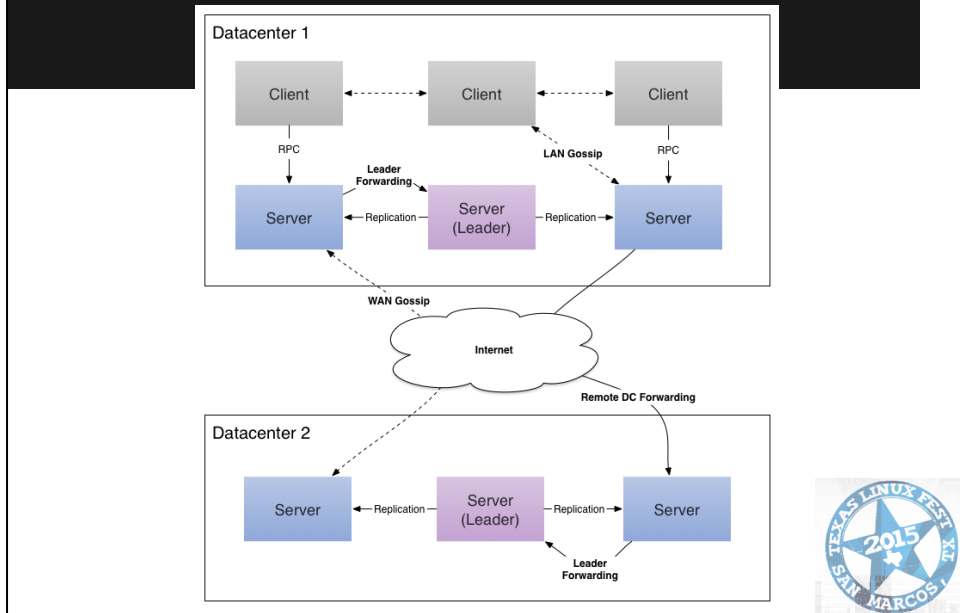 Datacenter 1
Client
Client
Client
RPC
LAN Gossip
RPC
Leader
Forwarding
Server
Replication
Server
(Leader)
Replication
Server
WAN Gossip
Internet
Remote DC Forwarding
Datacenter 2
Server
Replication
Server
(Leader)
Replication
Server
Leader
Forwarding
TEXAS LINUX FEST
2015
SAN MARCOS, TX